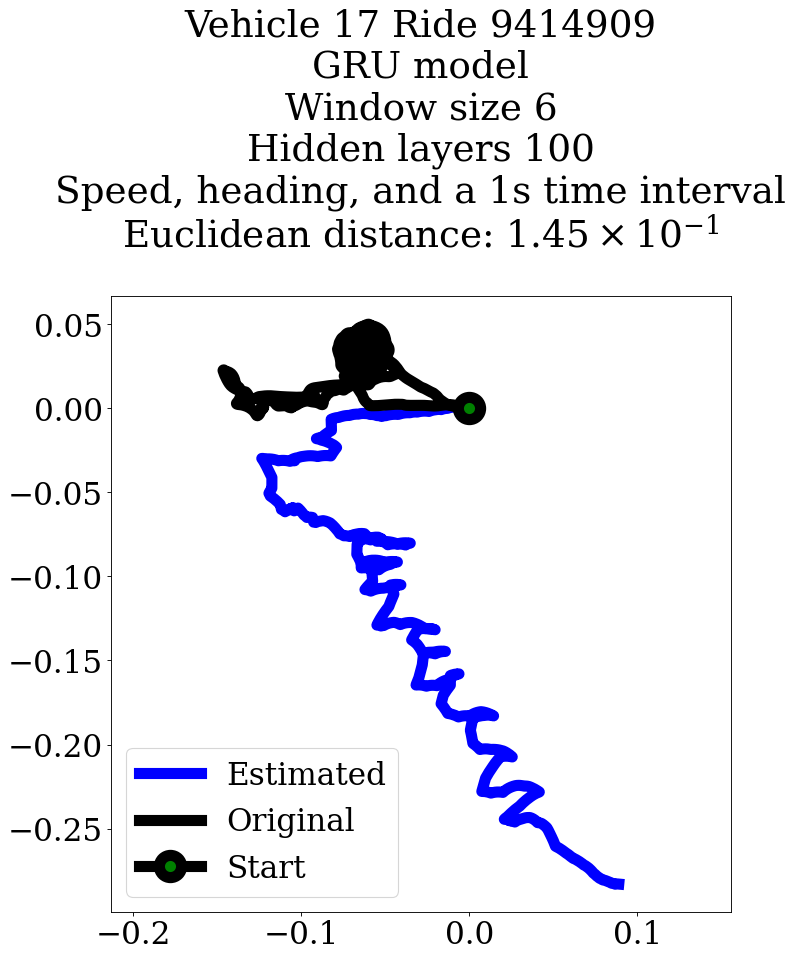 Vehicle 17 Ride 9414909
GRU model
Window size 6
Hidden layers 100
Speed, heading, and a 1s time interval
Euclidean distance: 1.45 × 10⁻¹
0.05
0.00
−0.05
−0.10
−0.15
−0.20
−0.25
Estimated
Original
Start
−0.2
−0.1
0.0
0.1